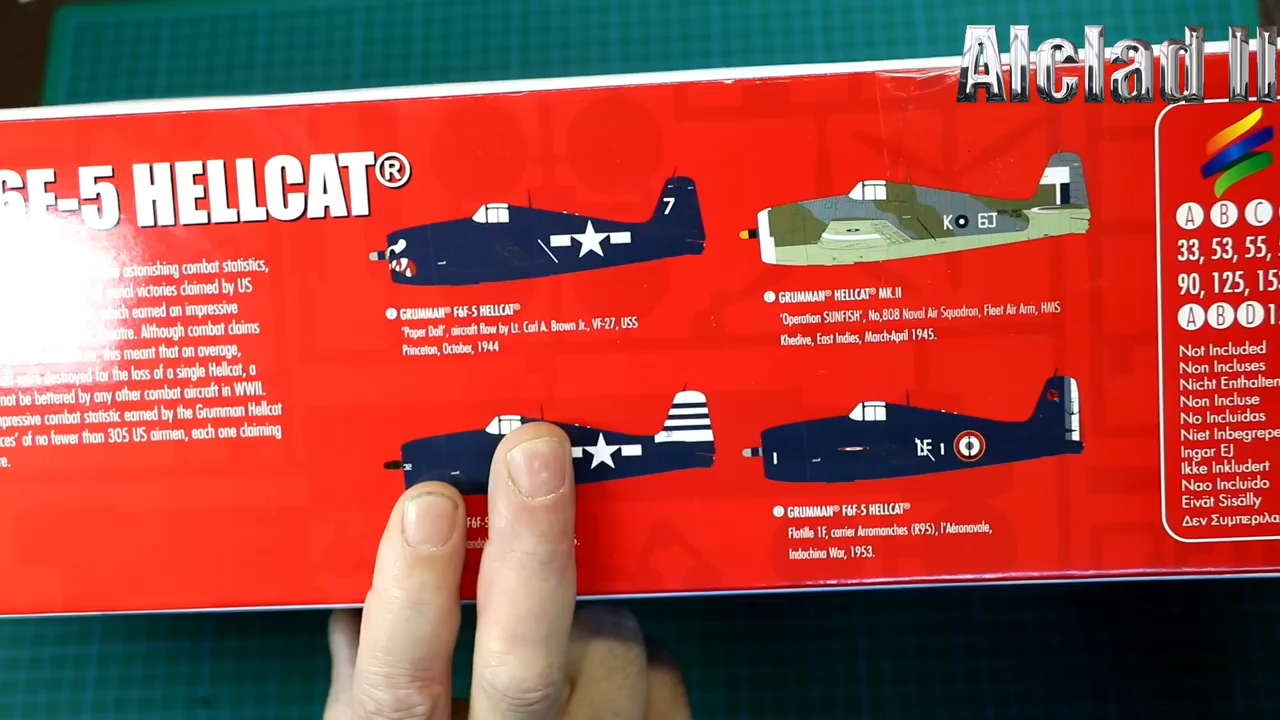 Alclad II
6F-5 HELLCAT®
astonishing combat statistics,
victories claimed by US
which earned an impressive
Although combat claims
this meant that on average,
were destroyed for the loss of a single Hellcat, a
not be bettered by any other combat aircraft in WWII.
impressive combat statistic earned by the Grumman Hellcat
of no fewer than 305 US airmen, each one claiming
7
A GRUMMAN® F6F-5 HELLCAT®
'Paper Doll', aircraft flow by Lt. Carl A. Brown Jr., VF-27, USS
Princeton, October, 1944
K 6J
C GRUMMAN® HELLCAT® MK.II
'Operation SUNFISH', No,808 Naval Air Squadron, Fleet Air Arm, HMS
Khedive, East Indies, March-April 1945.
F6F-5
1
1
D GRUMMAN® F6F-5 HELLCAT®
Flotille 1F, carrier Arromanches (R95), l'Aéronavale,
Indochina War, 1953.
A B C
33, 53, 55,
90, 125,
A B D
Not Included
Non Incluses
Nicht Enthalten
Non Incluse
No Incluidas
Niet Inbegrepe
Ingar EJ
Ikke Inkludert
Nao Incluido
Eivät Sisälly
Δεν Συμπεριλα